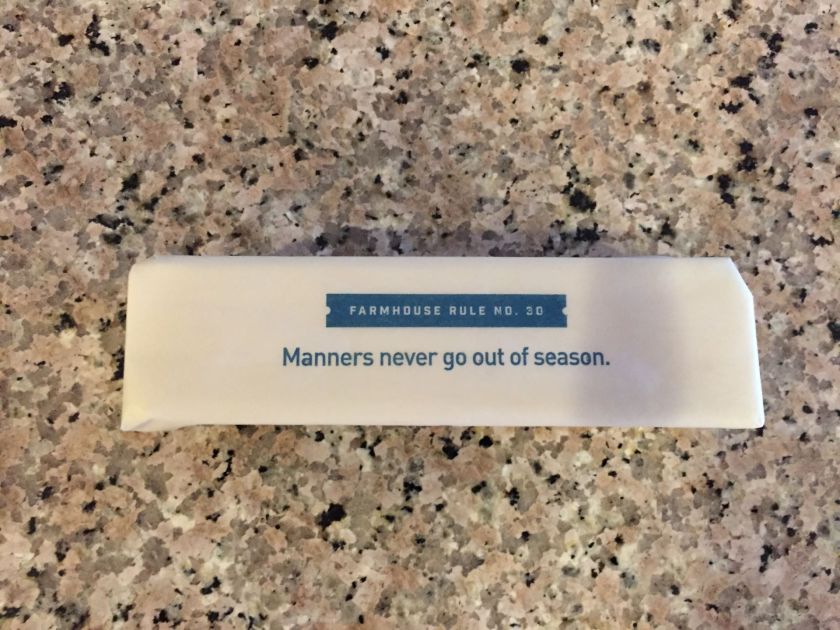 FARMHOUSE RULE NO. 30
Manners never go out of season.